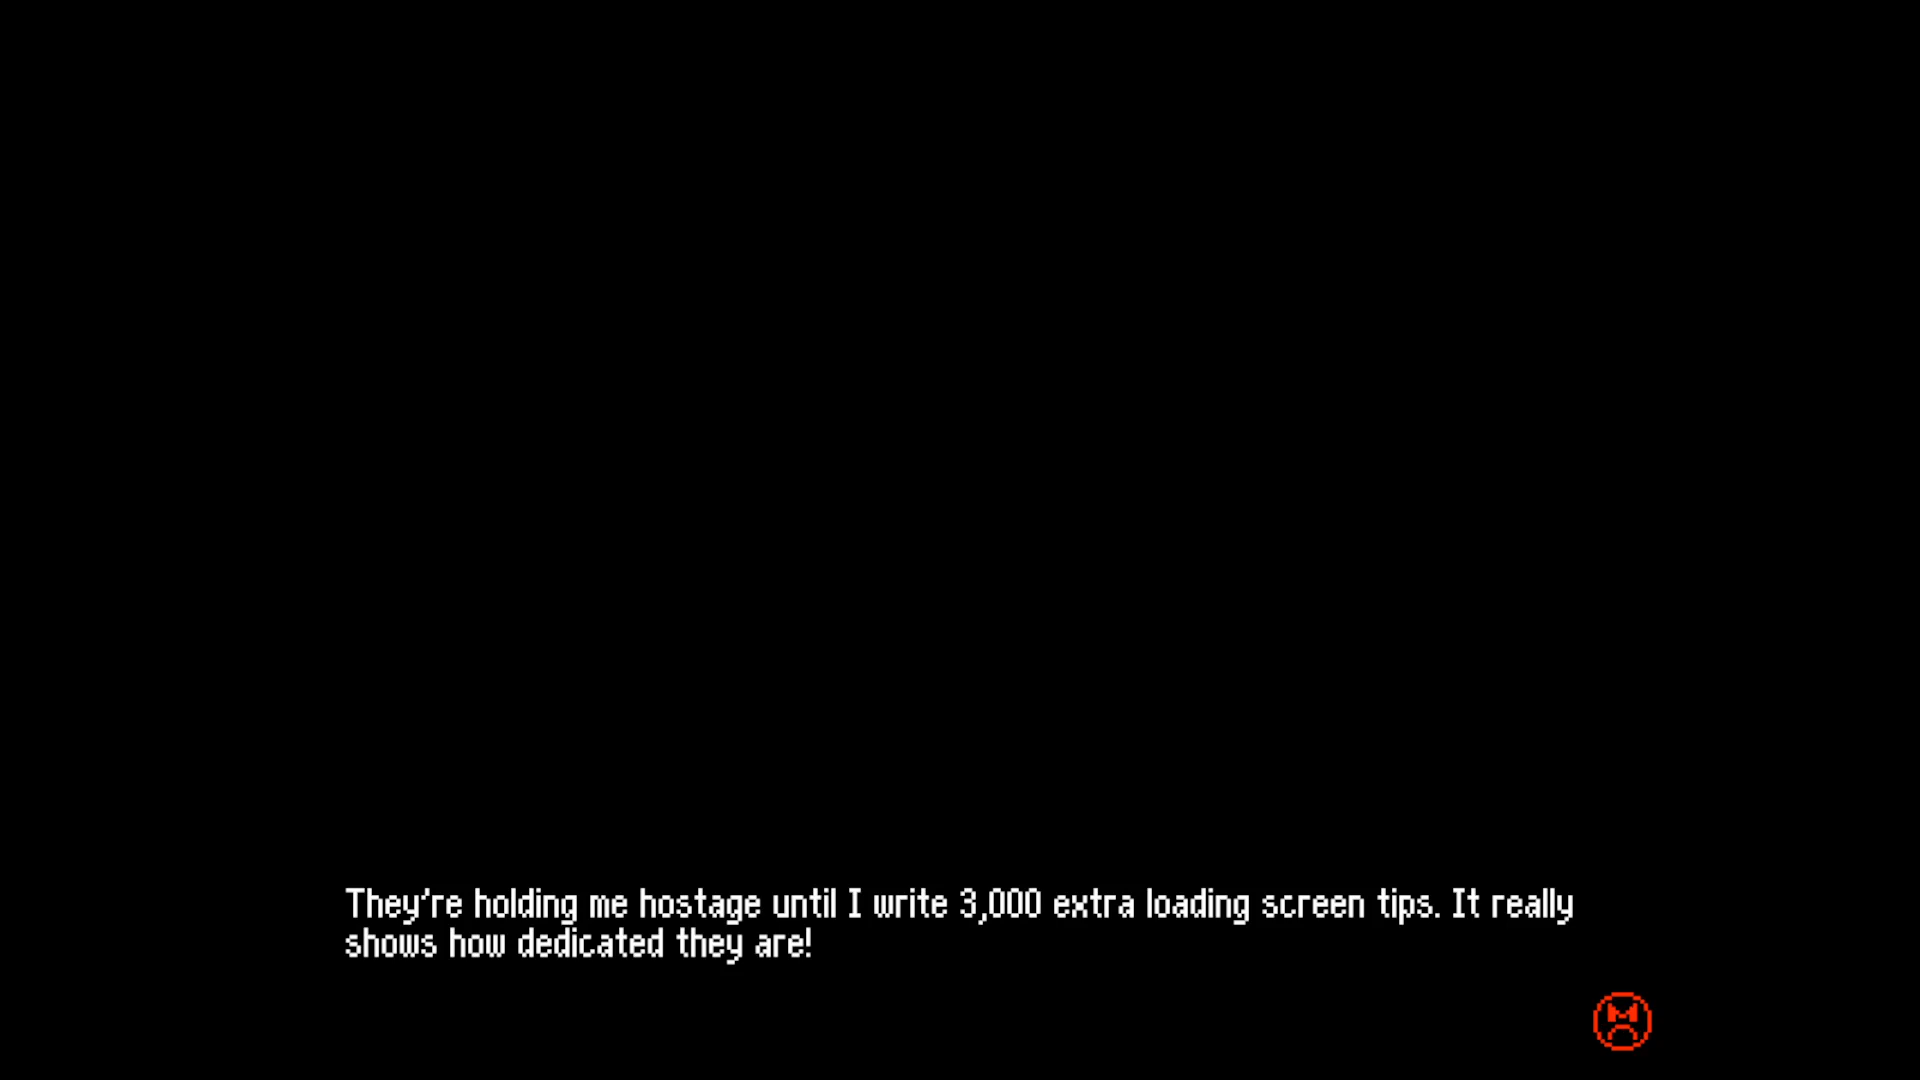 They're holding me hostage until I write 3,000 extra loading screen tips. It really
shows how dedicated they are!